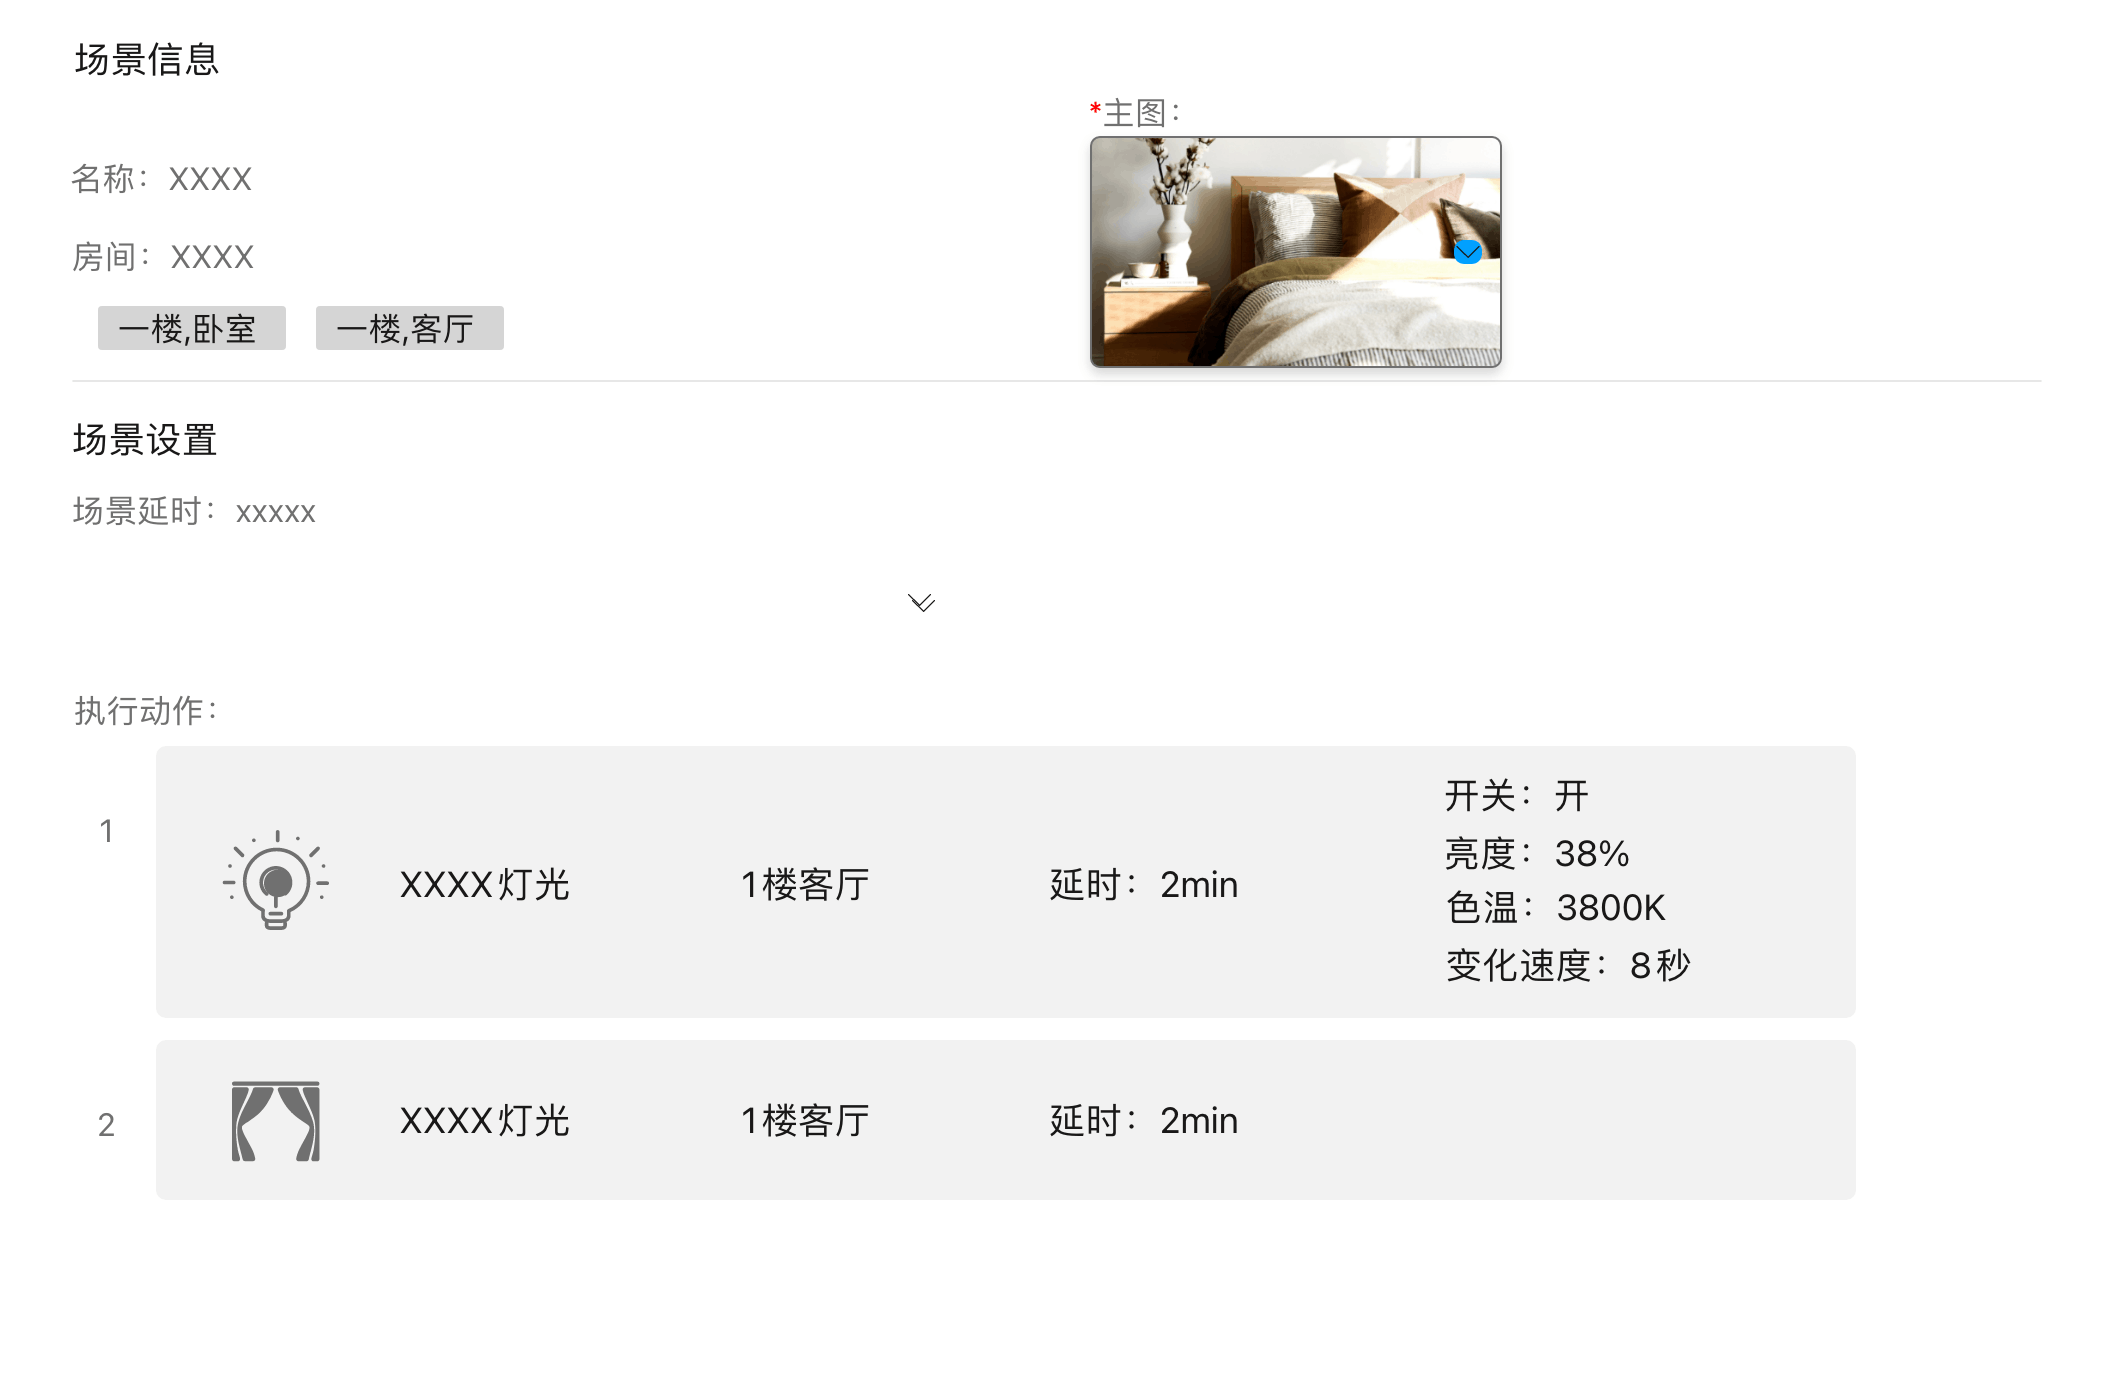 场景信息
*主图：
名称：XXXX
房间：XXXX
一楼,卧室
一楼,客厅
场景设置
场景延时：xxxxx
执行动作：
1
XXXX灯光
1楼客厅
延时：2min
开关：开
亮度：38%
色温：3800K
变化速度：8秒
2
XXXX灯光
1楼客厅
延时：2min